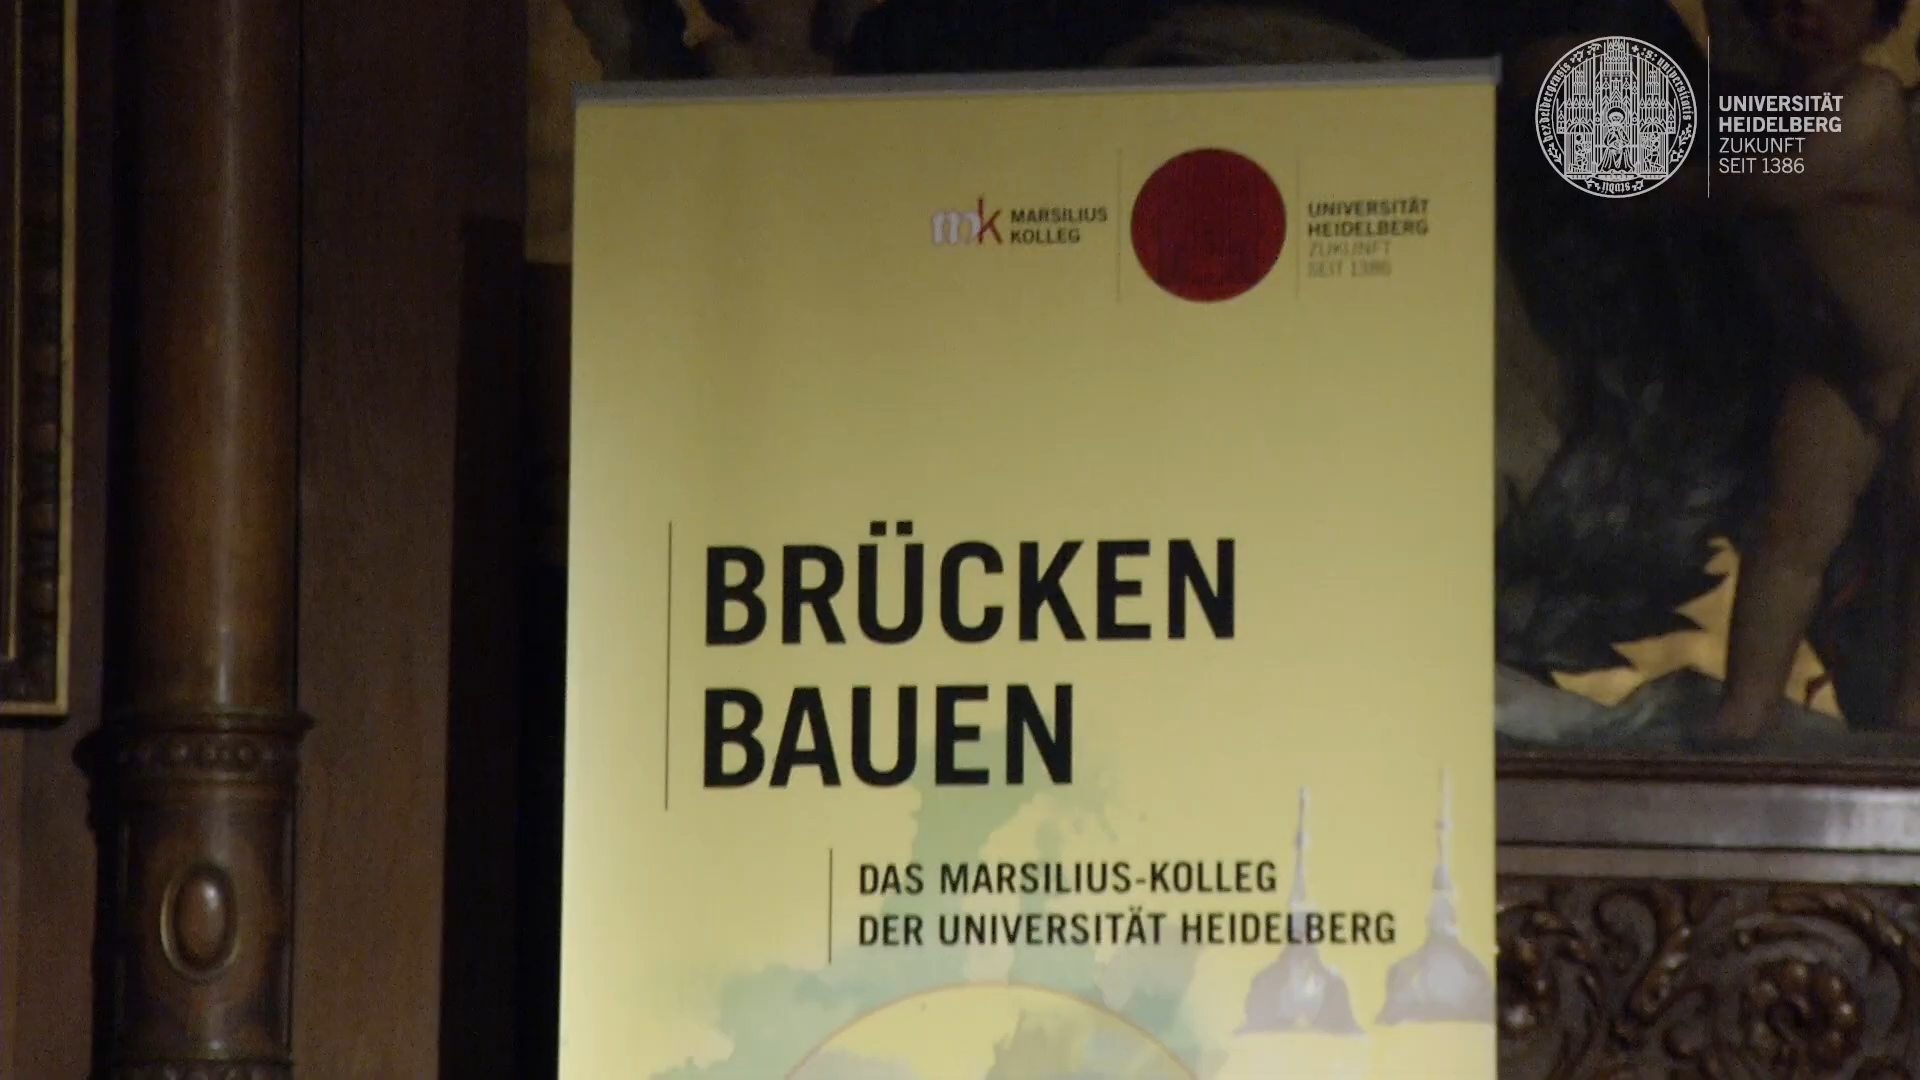 MARSILIUS
KOLLEG
UNIVERSITÄT
HEIDELBERG
ZUKUNFT
SEIT 1386
BRÜCKEN
BAUEN
DAS MARSILIUS-KOLLEG
DER UNIVERSITÄT HEIDELBERG
UNIVERSITÄT
HEIDELBERG
ZUKUNFT
SEIT 1386